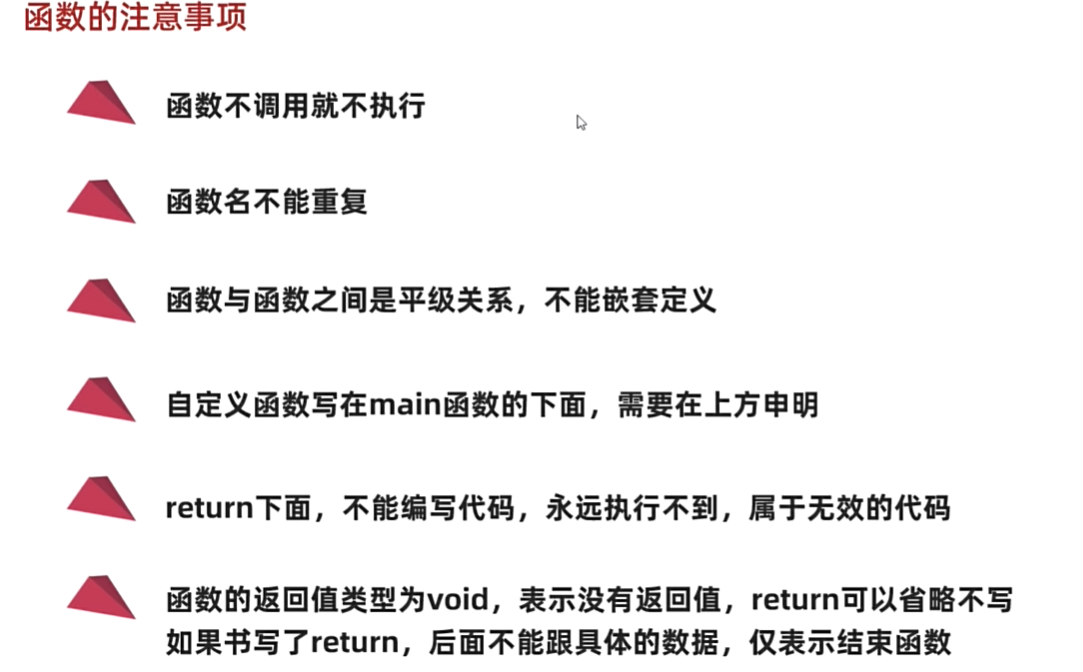 函数的注意事项
函数不调用就不执行
函数名不能重复
函数与函数之间是平级关系，不能嵌套定义
自定义函数写在main函数的下面，需要在上方申明
return下面，不能编写代码，永远执行不到，属于无效的代码
函数的返回值类型为void，表示没有返回值，return可以省略不写
如果书写了return，后面不能跟具体的数据，仅表示结束函数